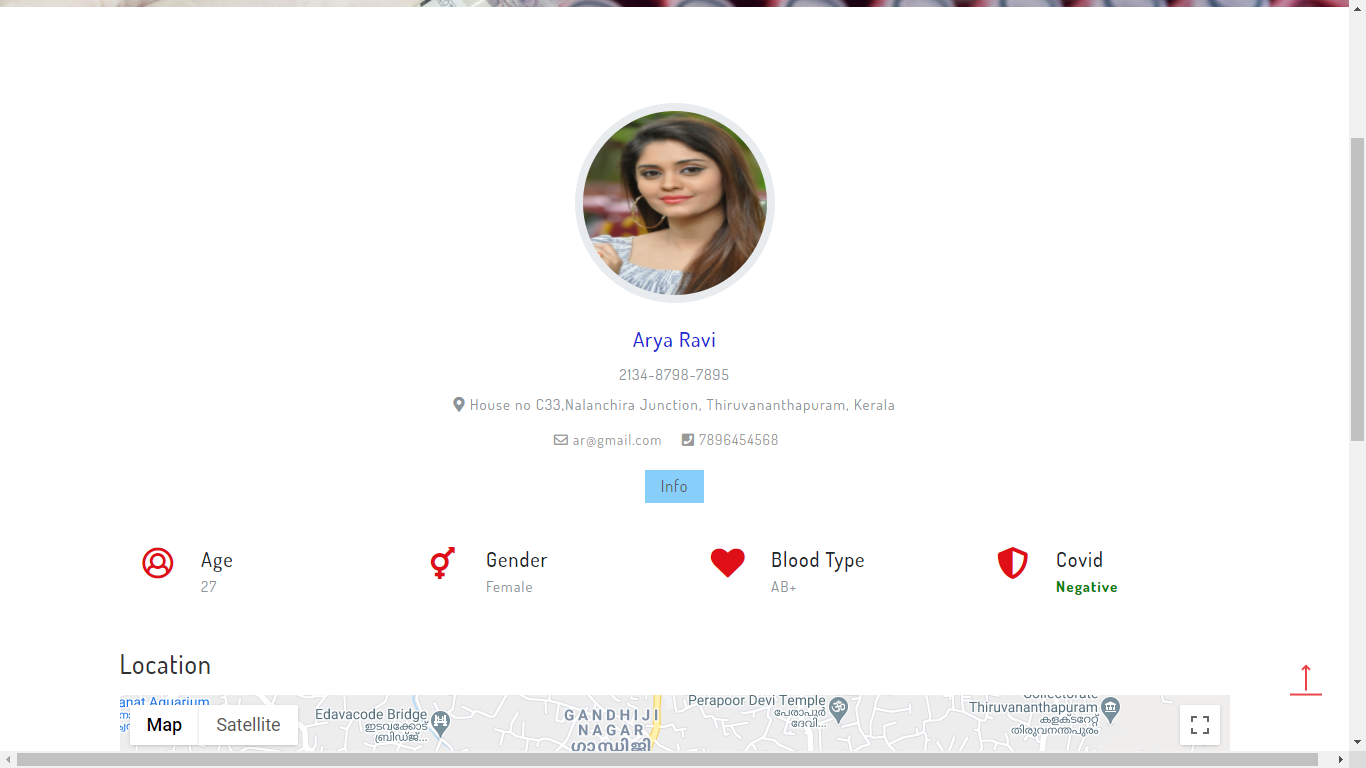 Arya Ravi
2134-8798-7895
House no C33,Nalanchira Junction, Thiruvananthapuram, Kerala
ar@gmail.com 7896454568
Info
Age
27
Gender
Female
Blood Type
AB+
Covid
Negative
Location
anat Aquarium
Map Satellite
Edavacode Bridge
ഇടവക്കോട്
ബ്രിഡ്ജ്...
GANDHIJI
NAGAR
ഗാന്ധിജി
Perapoor Devi Temple
പേരാപൂർ
ദേവി...
Collectorate
Thiruvananthapuram
കളക്ടറേറ്റ്
തിരുവനന്തപുരം